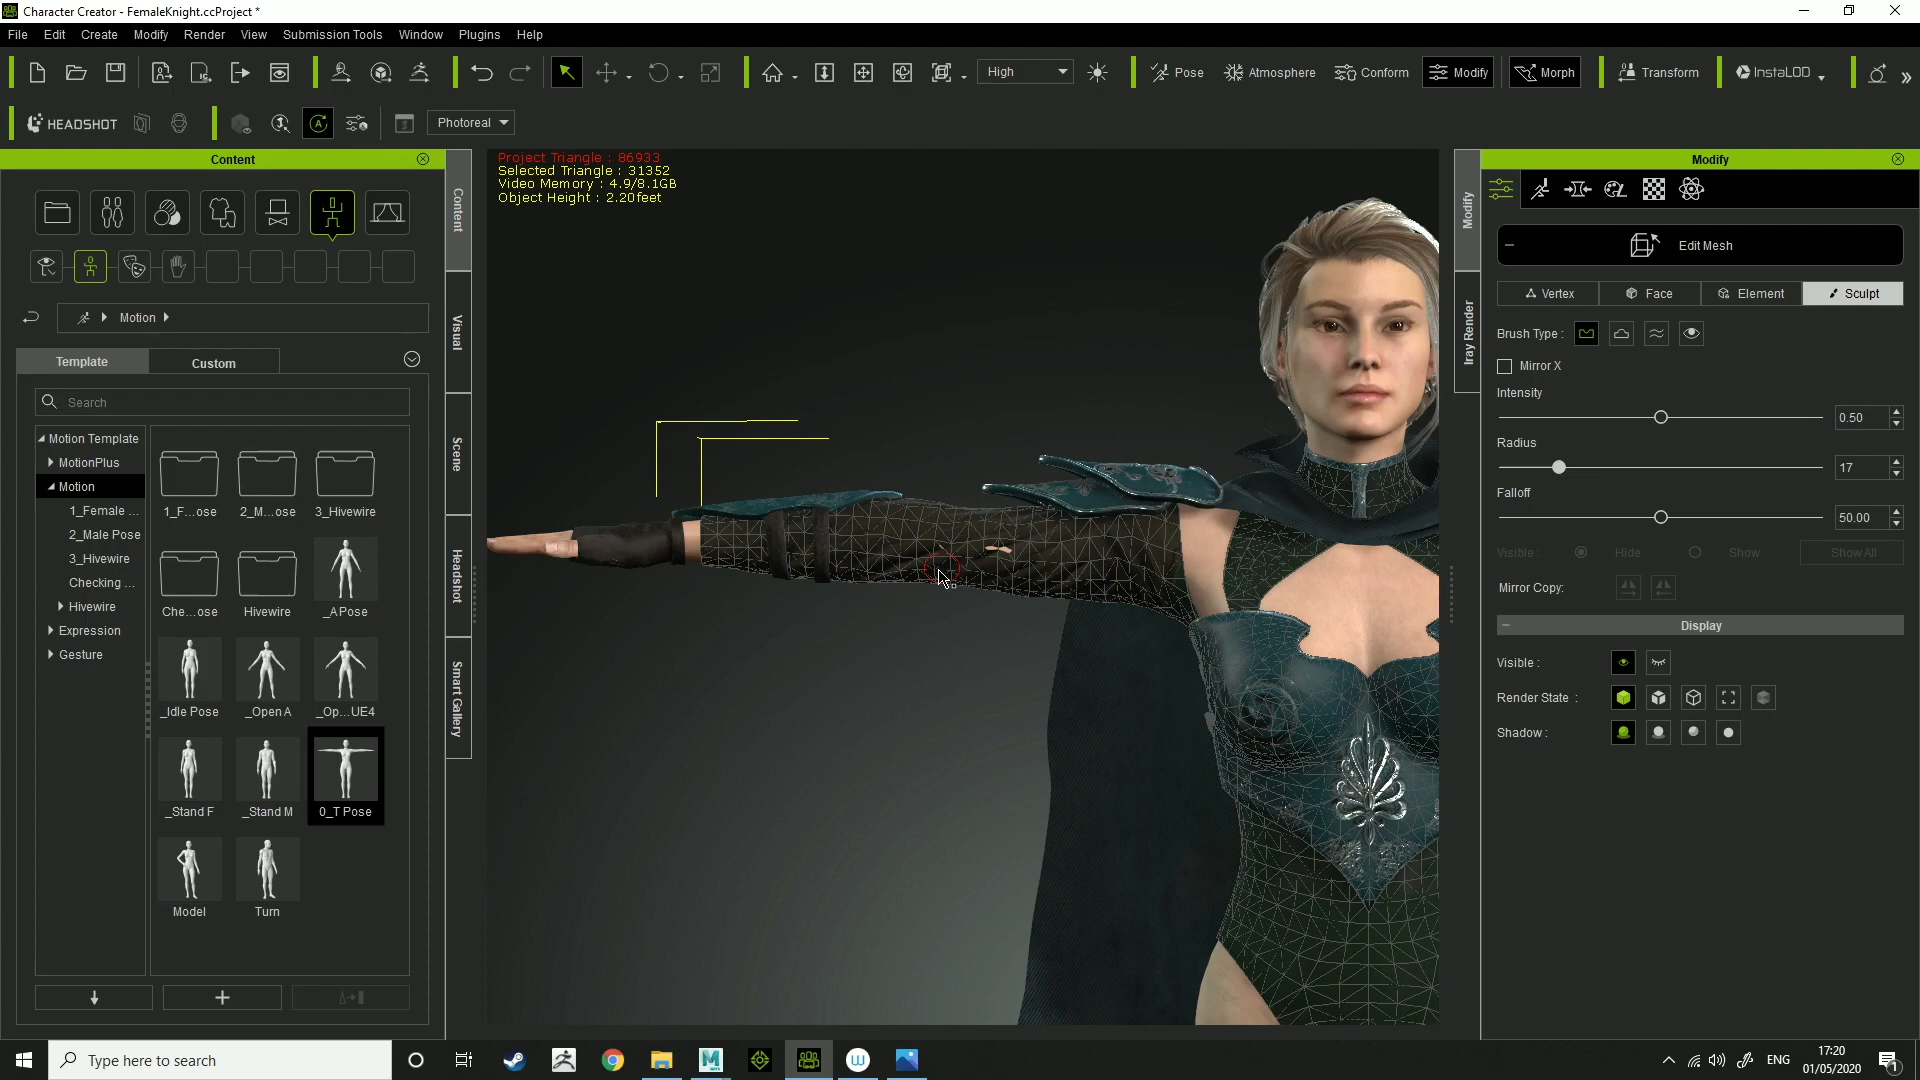 Character Creator - FemaleKnight.ccProject *
File Edit Create Modify Render View Submission Tools Window Plugins Help
High Pose Atmosphere Conform Modify Morph Transform InstaLOD
HEADSHOT Photoreal
Content
Project Triangle : 86933
Selected Triangle : 31352
Video Memory : 4.9/8.1GB
Object Height : 2.20feet
Motion
Template Custom
Search
Motion Template
MotionPlus
Motion
1_Female ...
2_Male Pose
3_Hivewire
Checking ...
Hivewire
Expression
Gesture
1_F...ose 2_M...ose 3_Hivewire
Che...ose Hivewire _APose
_Idle Pose _Open A _Op...UE4
_Stand F _Stand M 0_T Pose
Model Turn
Content
Visual
Scene
Headshot
Smart Gallery
Modify
Iray Render
Modify
Edit Mesh
Vertex Face Element Sculpt
Brush Type :
Mirror X
Intensity
0.50
Radius
17
Falloff
50.00
Visible : Hide Show Show All
Mirror Copy:
Display
Visible :
Render State :
Shadow :
Type here to search
ENG
17:20
01/05/2020
1